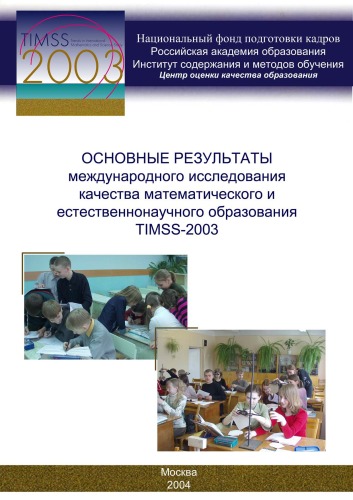 TIMSS
2003
Национальный фонд подготовки кадров
Российская академия образования
Институт содержания и методов обучения
Центр оценки качества образования
ОСНОВНЫЕ РЕЗУЛЬТАТЫ
международного исследования
качества математического и
естественнонаучного образования
TIMSS-2003
Москва
2004